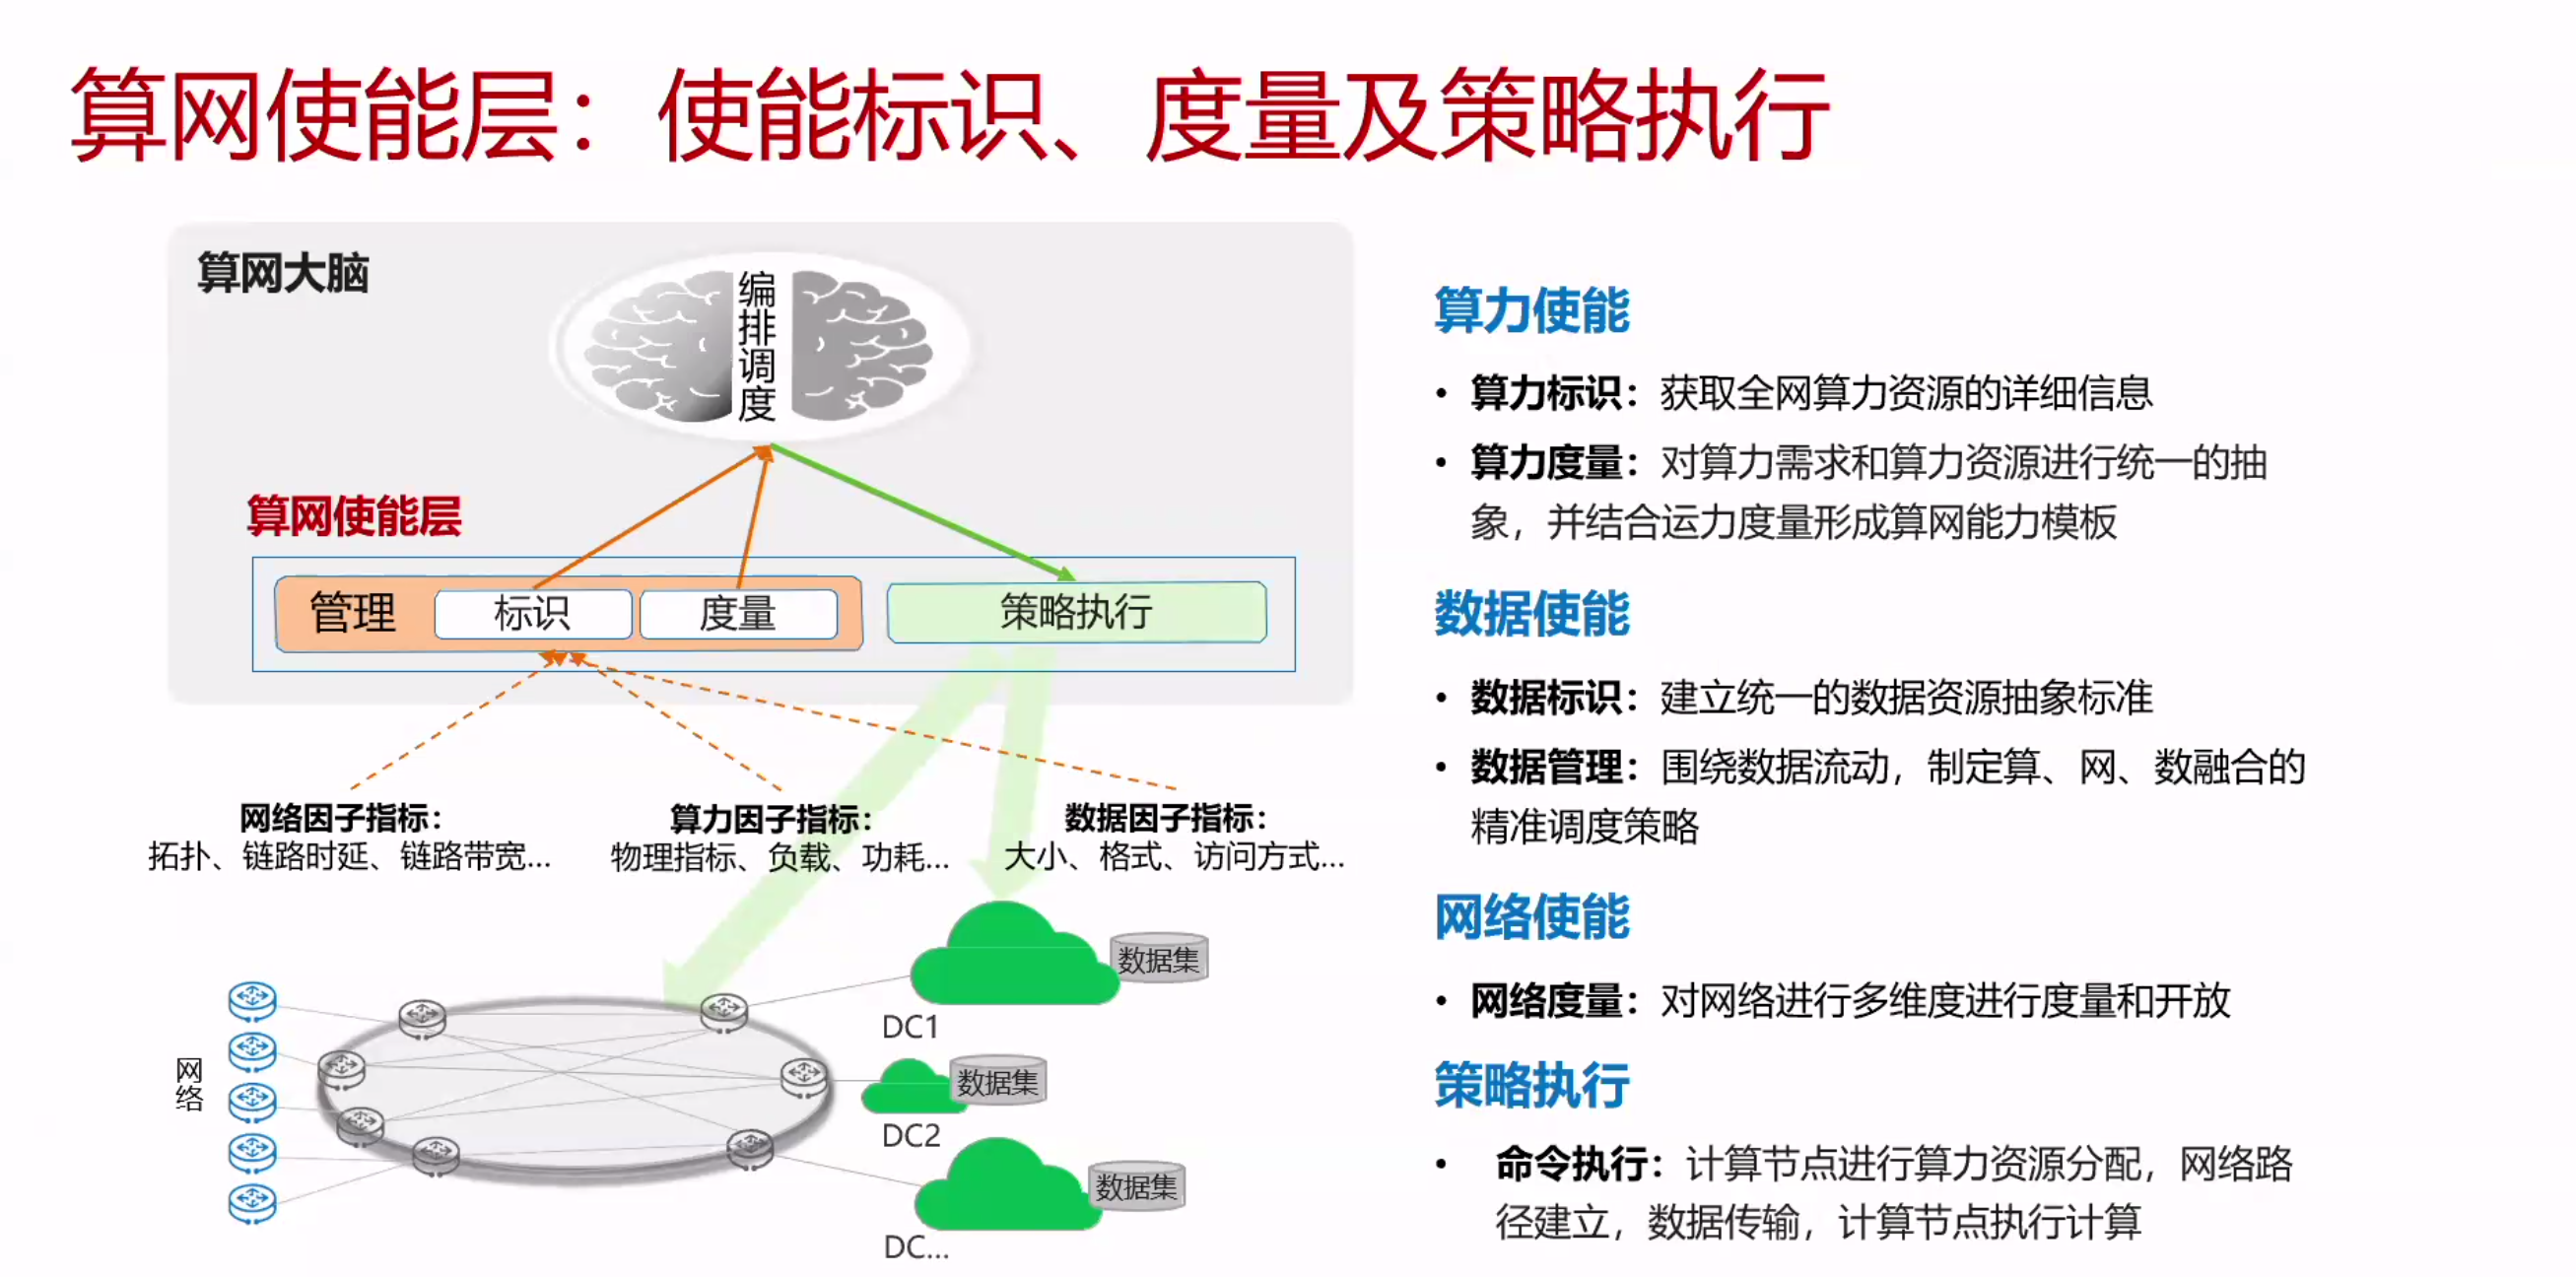 算网使能层：使能标识、度量及策略执行
算网大脑
编排调度
算网使能层
管理
标识
度量
策略执行
网络因子指标：
拓扑、链路时延、链路带宽...
算力因子指标：
物理指标、负载、功耗...
数据因子指标：
大小、格式、访问方式...
网络
数据集
DC1
数据集
DC2
数据集
DC...
算力使能
• 算力标识：获取全网算力资源的详细信息
• 算力度量：对算力需求和算力资源进行统一的抽
象，并结合运力度量形成算网能力模板
数据使能
• 数据标识：建立统一的数据资源抽象标准
• 数据管理：围绕数据流动，制定算、网、数融合的
精准调度策略
网络使能
• 网络度量：对网络进行多维度进行度量和开放
策略执行
• 命令执行：计算节点进行算力资源分配，网络路
径建立，数据传输，计算节点执行计算